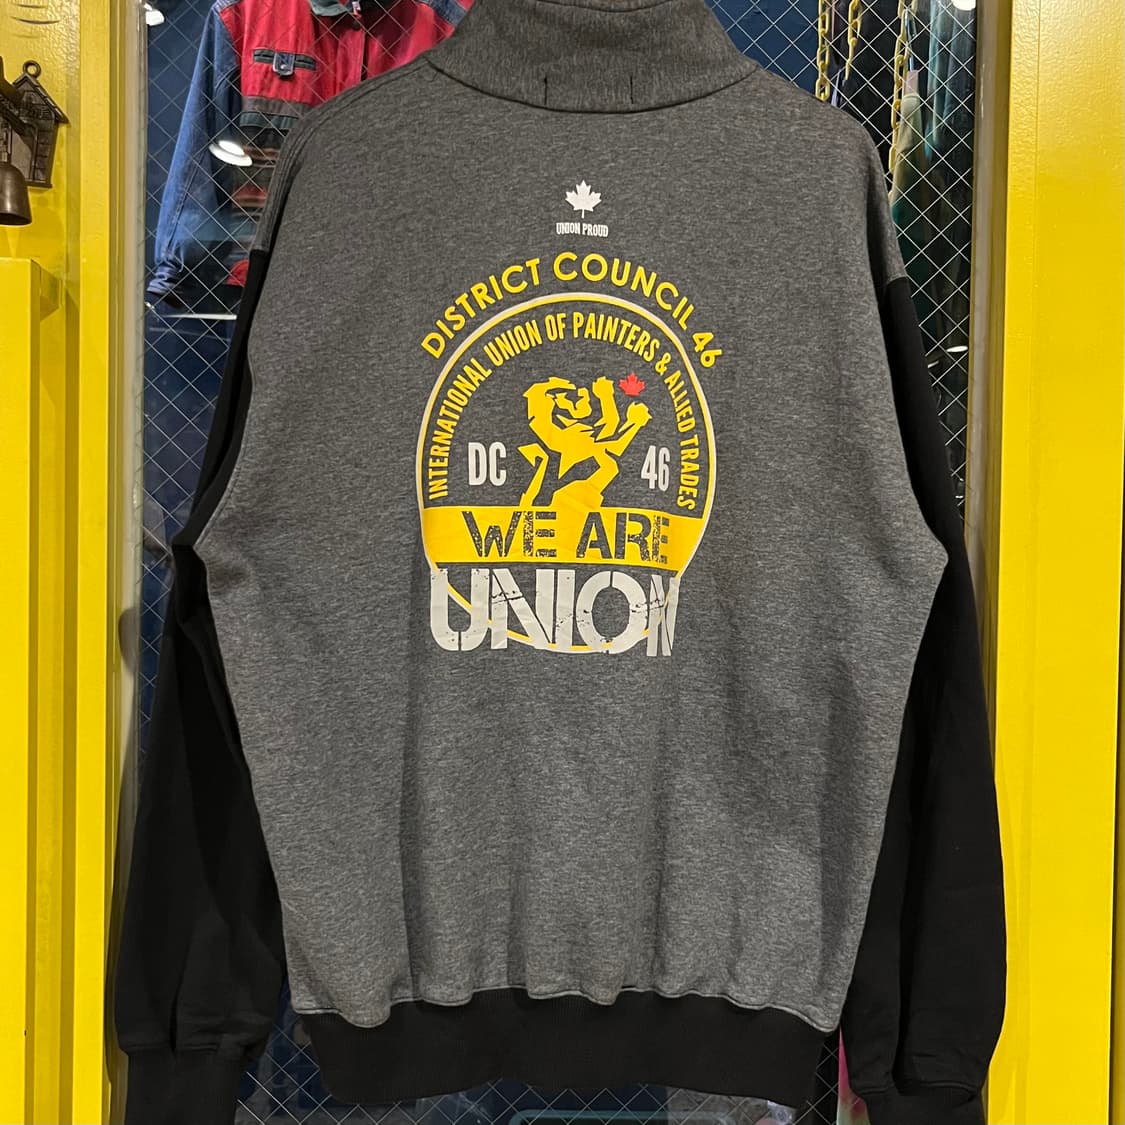 UNION PROUD
DISTRICT COUNCIL 46
INTERNATIONAL UNION OF PAINTERS & ALLIED TRADES
DC 46
WE ARE
UNION